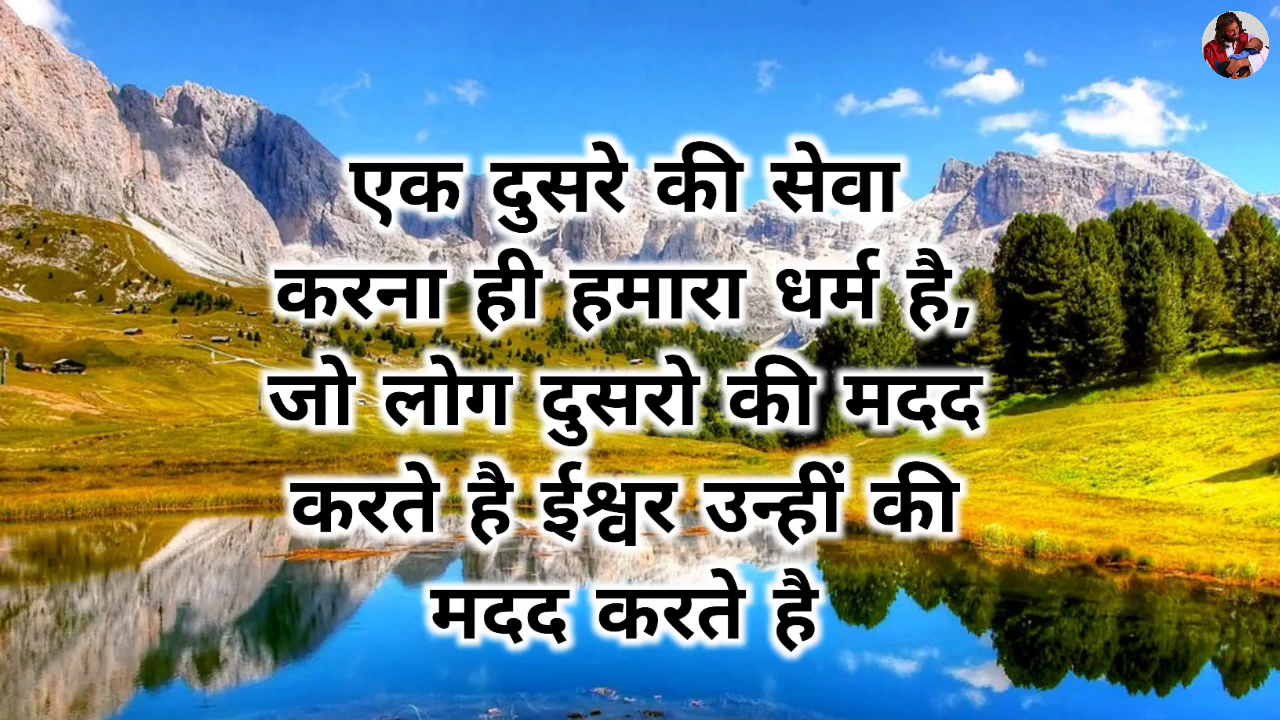 एक दुसरे की सेवा
करना ही हमारा धर्म है,
जो लोग दुसरो की मदद
करते है ईश्वर उन्हीं की
मदद करते है